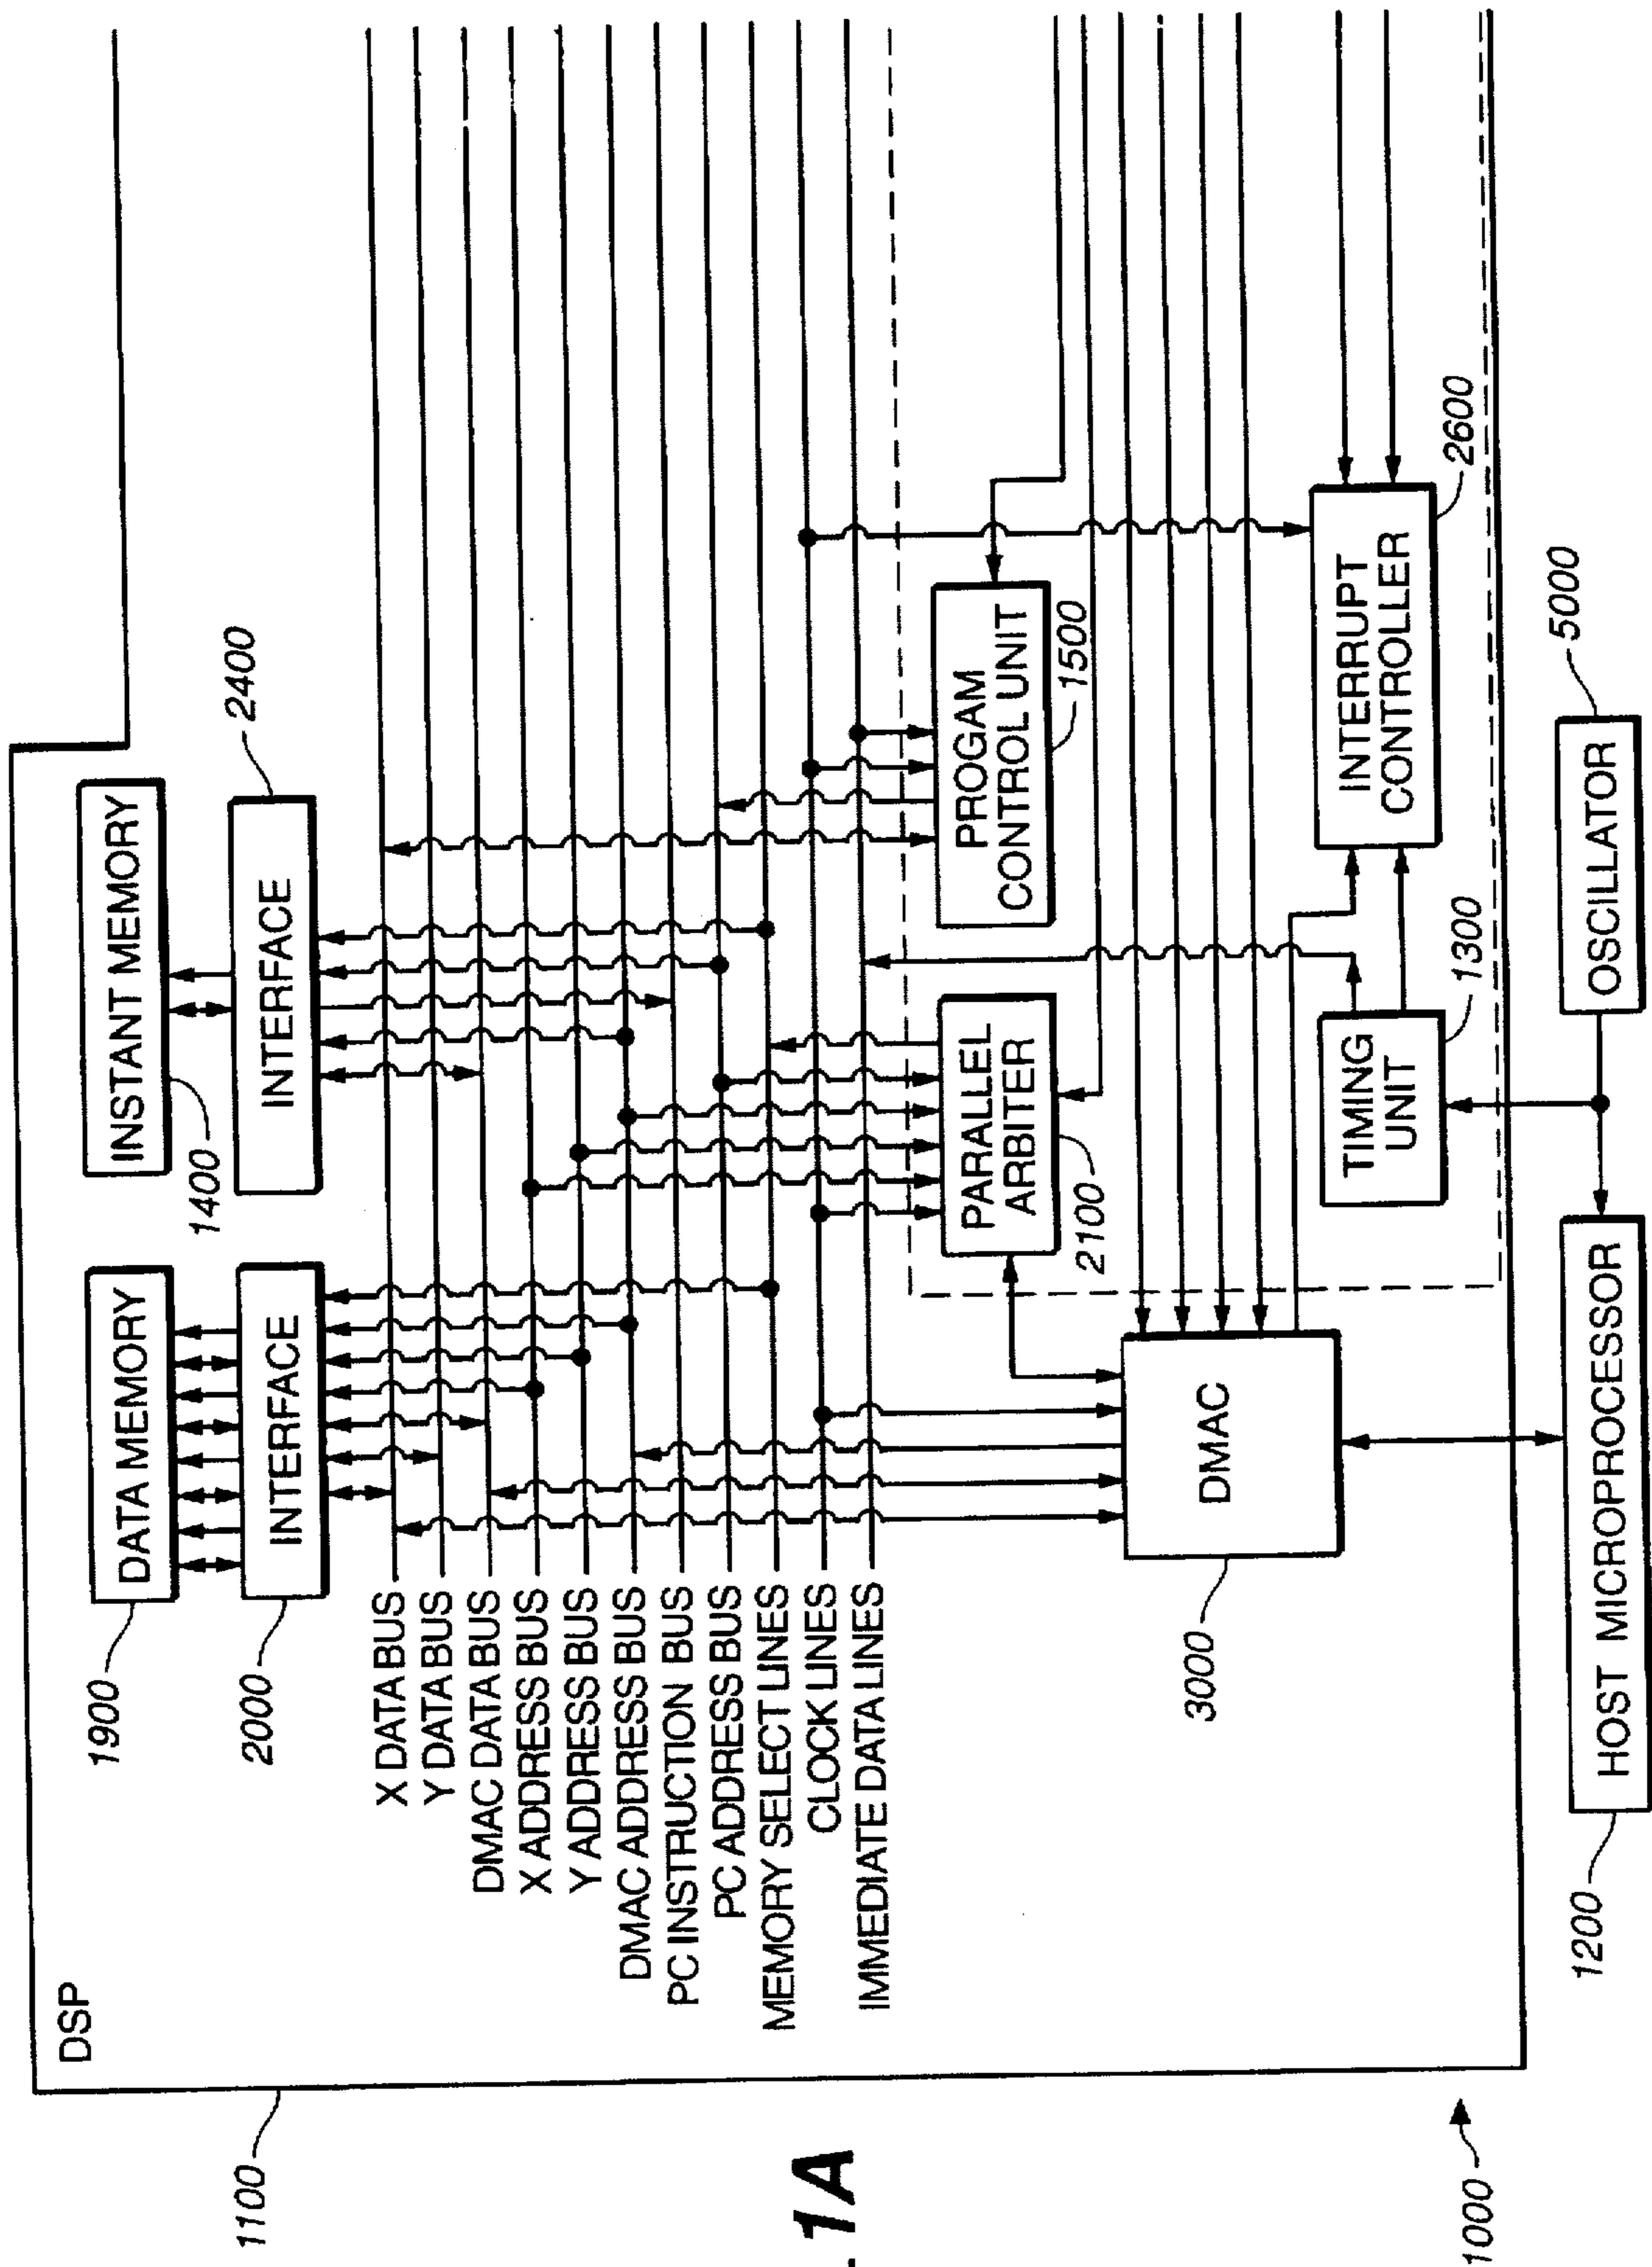 DSP
1100
DATA MEMORY
1900
INTERFACE
2000
INSTANT MEMORY
1400
INTERFACE
2400
X DATA BUS
Y DATA BUS
DMAC DATA BUS
X ADDRESS BUS
Y ADDRESS BUS
DMAC ADDRESS BUS
PC INSTRUCTION BUS
PC ADDRESS BUS
MEMORY SELECT LINES
CLOCK LINES
IMMEDIATE DATA LINES
PARALLEL
ARBITER
2100
PROGAM
CONTROL UNIT
1500
DMAC
3000
TIMING
UNIT
1300
INTERRUPT
CONTROLLER
2600
HOST MICROPROCESSOR
1200
OSCILLATOR
5000
1000
. 1A